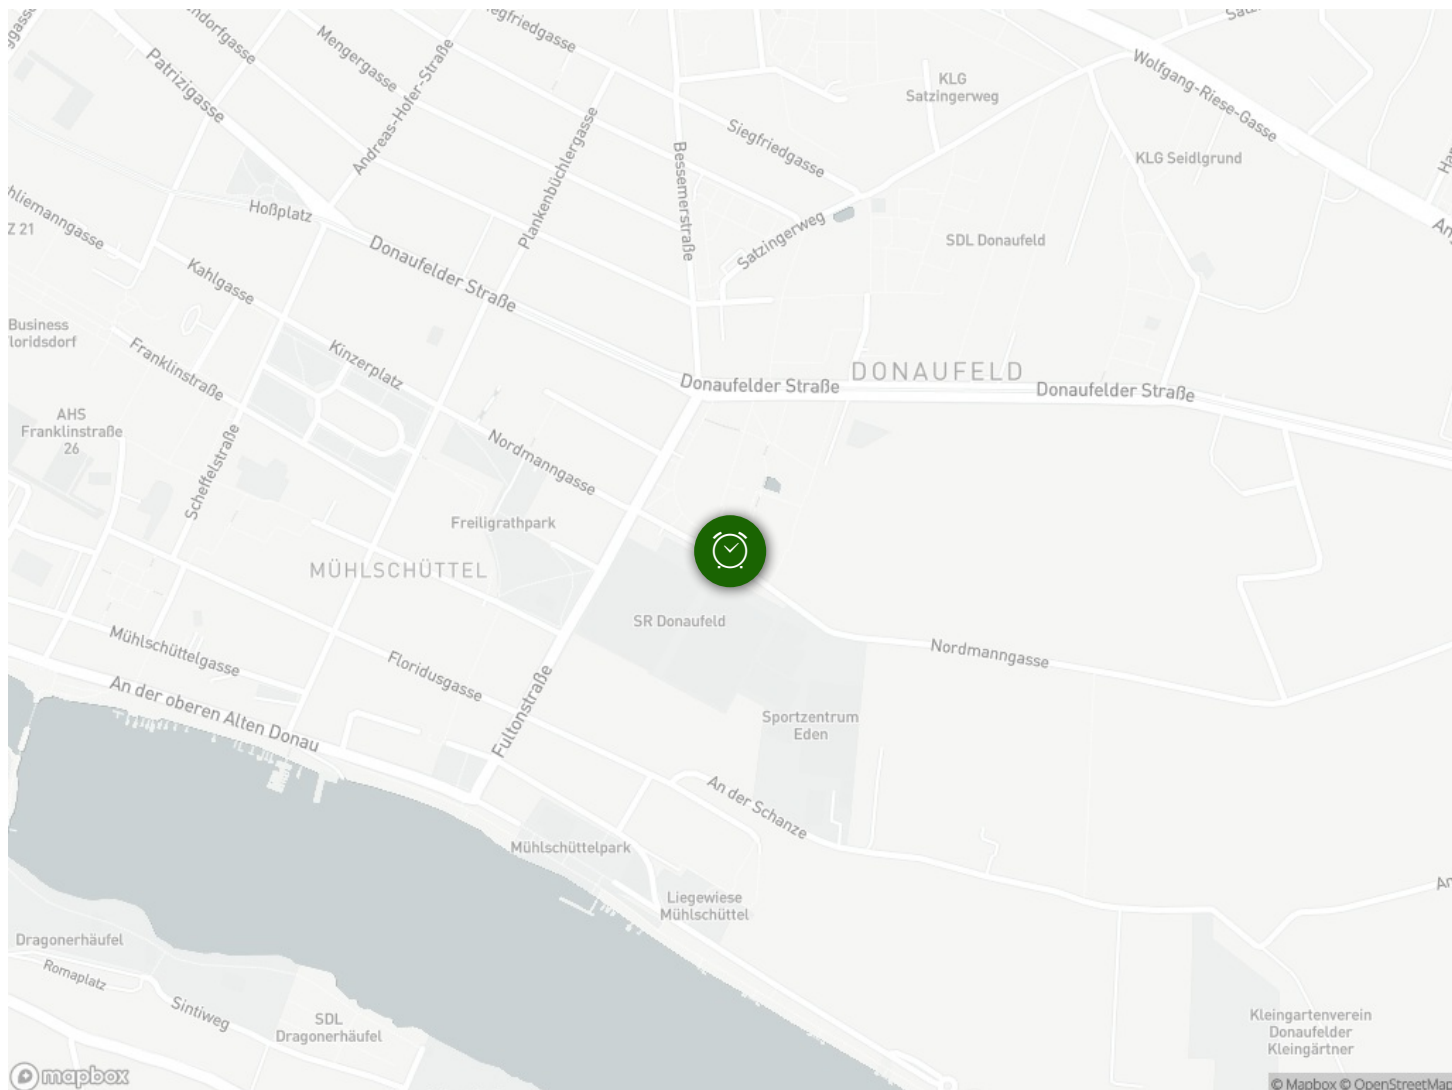 Siegfriedgasse
Mengergasse
Patrizigasse
Andreas-Hofer-Straße
Plankenbüchlergasse
Bessemerstraße
Siegfriedgasse
KLG
Satzingerweg
Wolfgang-Riese-Gasse
KLG Seidlgrund
Hoßplatz
Z 21
Satzingerweg
SDL Donaufeld
Kahlgasse
Donaufelder Straße
Business
Franklinstraße
Kinzerplatz
Donaufelder Straße
DONAUFELD
Donaufelder Straße
AHS
Franklinstraße
26
Scheffelstraße
Nordmanngasse
Freiligrathpark
MÜHLSCHÜTTEL
SR Donaufeld
Mühlschüttelgasse
Floridusgasse
Nordmanngasse
An der oberen Alten Donau
Fultonstraße
Sportzentrum
Eden
An der Schanze
Mühlschüttelpark
Liegewiese
Mühlschüttel
Dragonerhäufel
Romaplatz
Sintiweg
SDL
Dragonerhäufel
Kleingartenverein
Donaufelder
Kleingärtner
mapbox
© Mapbox © OpenStreetMap